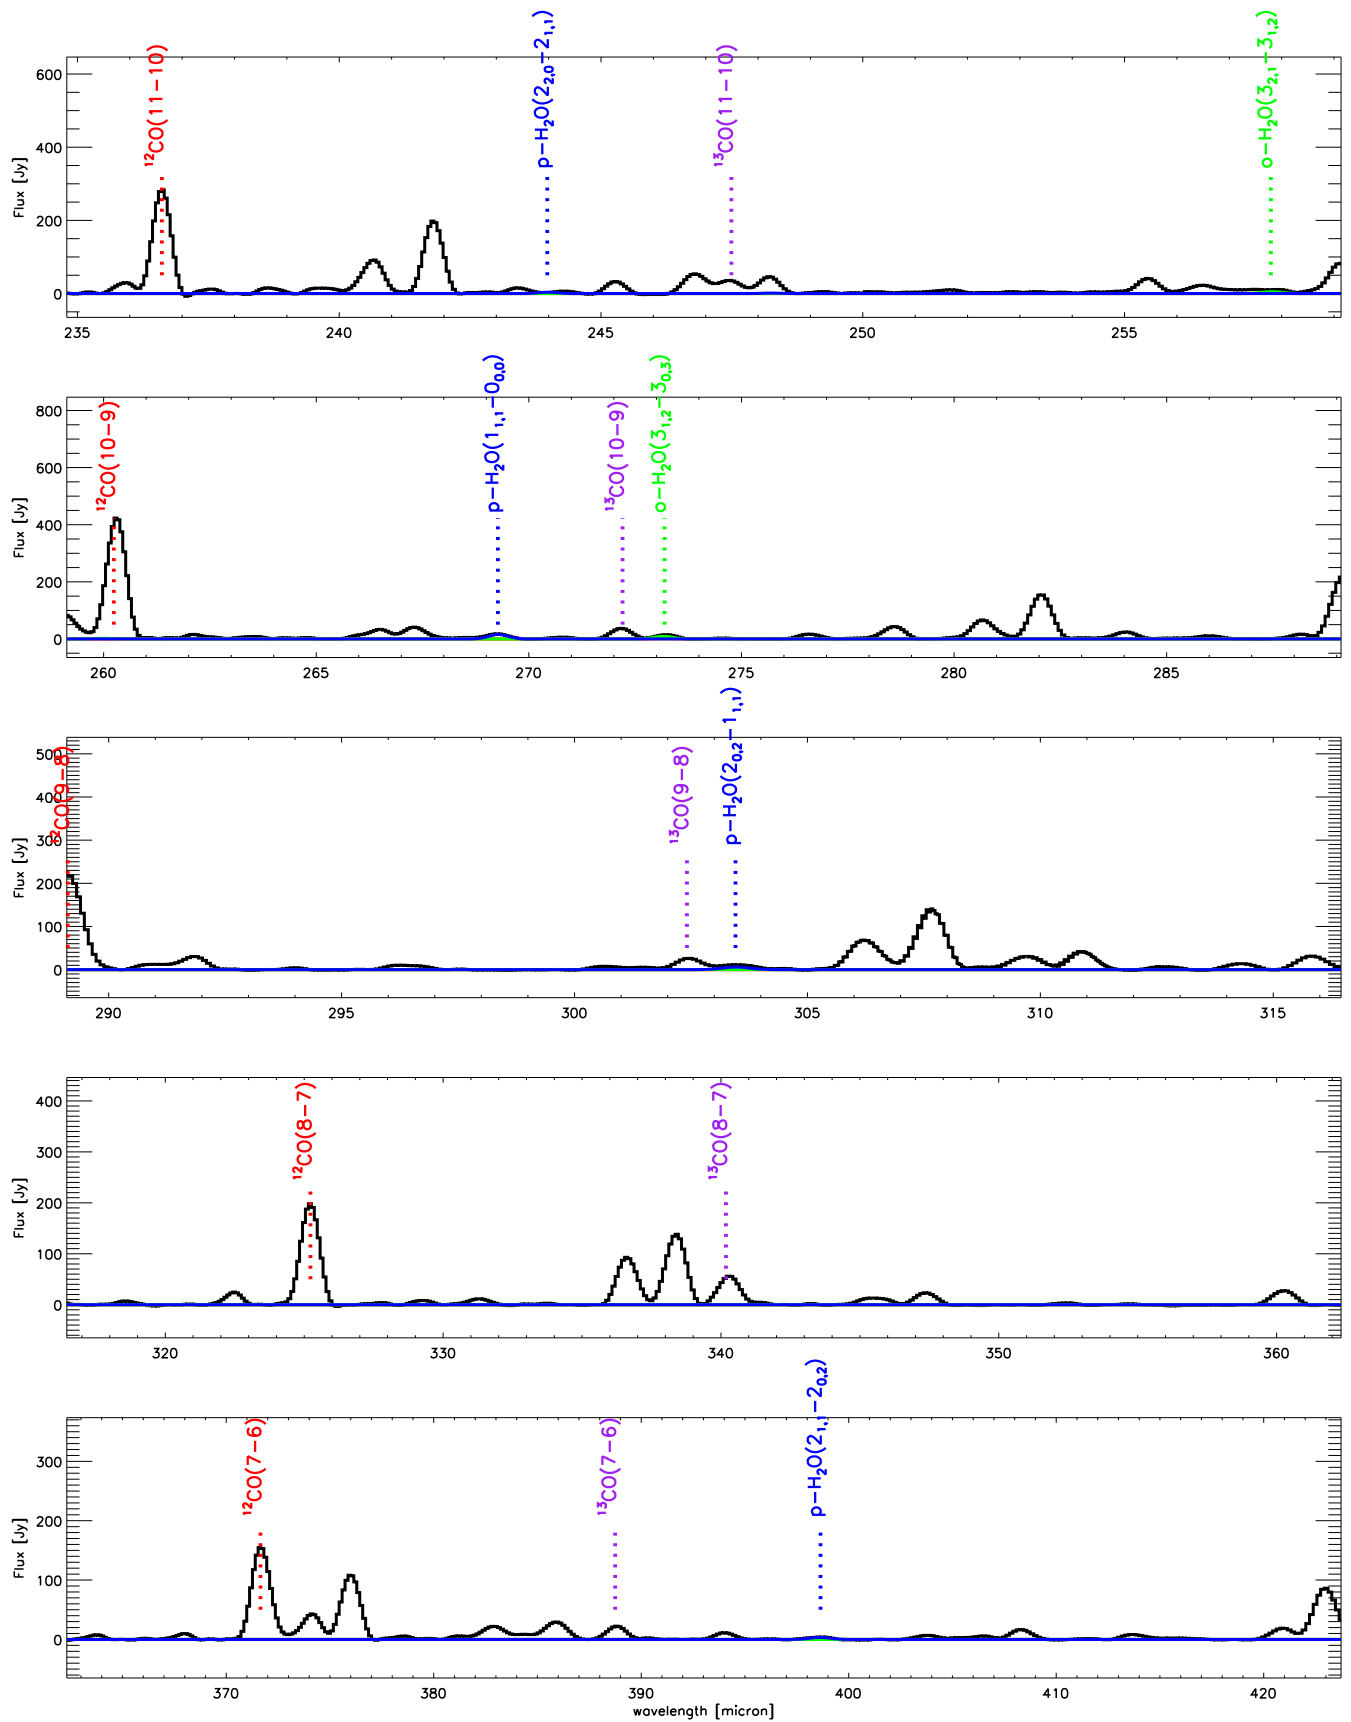 ¹²CO(11−10)
p−H₂O(2₂,₀−2₁,₁)
¹³CO(11−10)
o−H₂O(3₂,₁−3₁,₂)
Flux [Jy]
600
400
200
0
235 240 245 250 255
¹²CO(10−9)
p−H₂O(1₁,₁−0₀,₀)
¹³CO(10−9)
o−H₂O(3₁,₂−3₀,₃)
Flux [Jy]
800
600
400
200
0
260 265 270 275 280 285
¹²CO(9−8)
¹³CO(9−8)
p−H₂O(2₀,₂−1₁,₁)
Flux [Jy]
500
400
300
200
100
0
290 295 300 305 310 315
¹²CO(8−7)
¹³CO(8−7)
Flux [Jy]
400
300
200
100
0
320 330 340 350 360
¹²CO(7−6)
¹³CO(7−6)
p−H₂O(2₁,₁−2₀,₂)
Flux [Jy]
300
200
100
0
370 380 390 400 410 420
wavelength [micron]